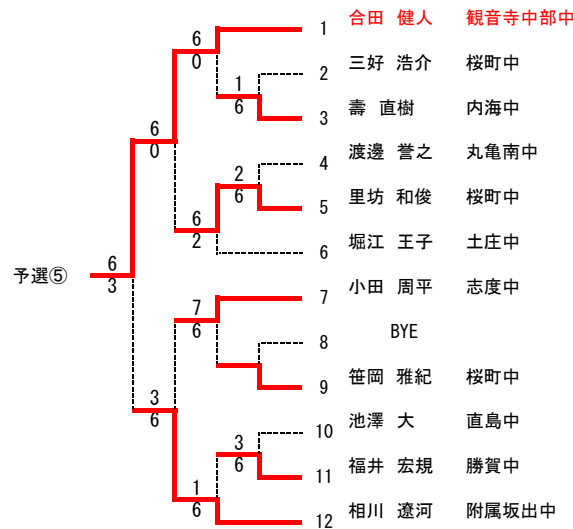 6
0
1 合田 健人 観音寺中部中
1
6
2 三好 浩介 桜町中
3 壽 直樹 内海中
6
0
4 渡邊 誉之 丸亀南中
2
6
5 里坊 和俊 桜町中
6
2
6 堀江 王子 土庄中
予選⑤
6
3
7 小田 周平 志度中
7
6
8 BYE
9 笹岡 雅紀 桜町中
3
6
10 池澤 大 直島中
3
6
11 福井 宏規 勝賀中
1
6
12 相川 遼河 附属坂出中